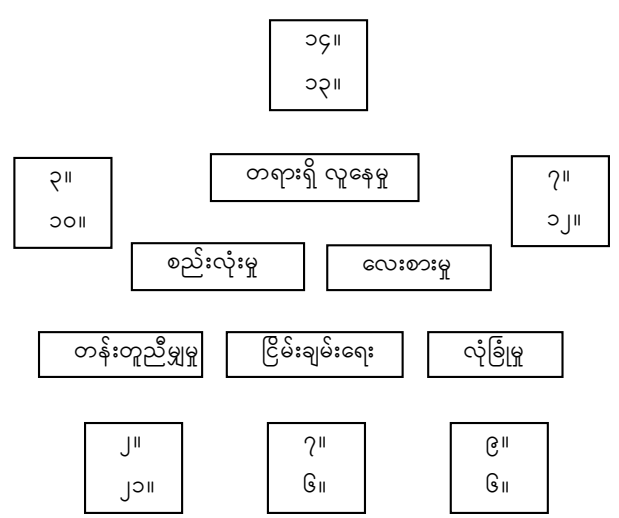 ၁၄။
၁၃။
တရားရှိ လူနေမှု
၃။
၁၀။
၇။
၁၂။
စည်းလုံးမှု
လေးစားမှု
တန်းတူညီမျှမှု
ငြိမ်းချမ်းရေး
လုံခြုံမှု
၂။
၂၁။
၇။
၆။
၉။
၆။